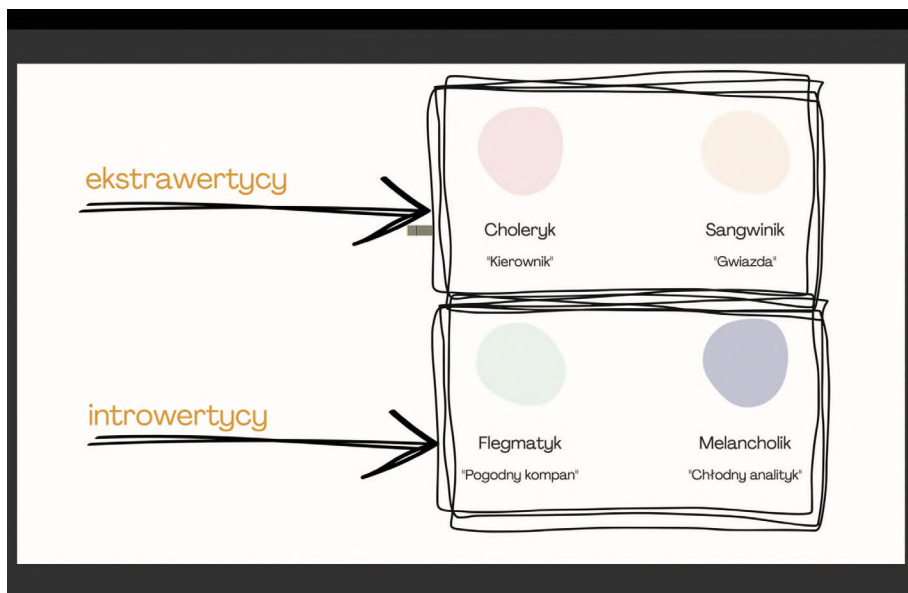 ekstrawertycy
Choleryk
Sangwinik
"Kierownik"
"Gwiazda"
introwertycy
Flegmatyk
Melancholik
"Pogodny kompan"
"Chłodny analityk"